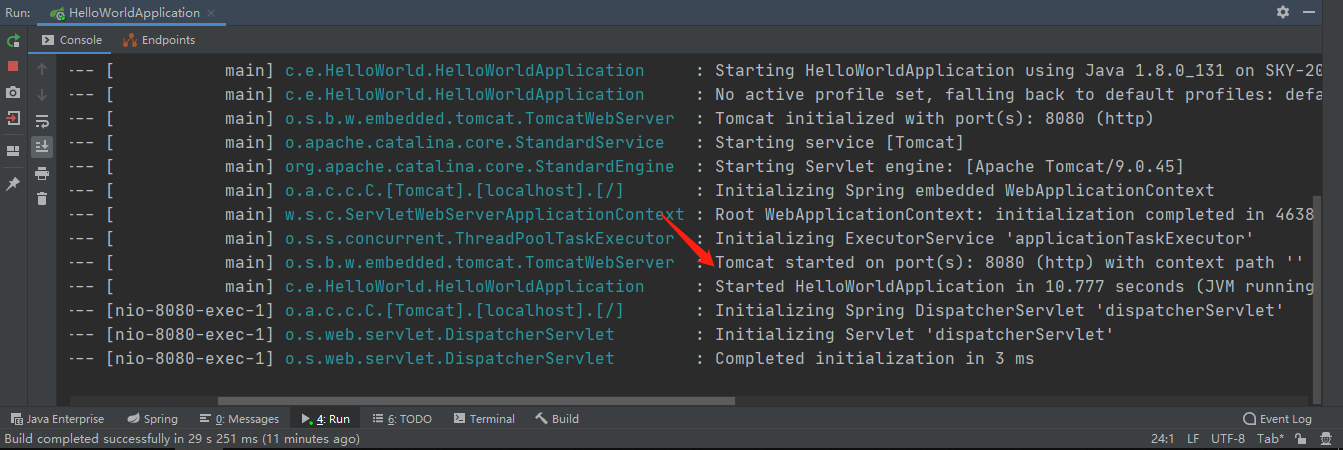 Run: HelloWorldApplication
Console Endpoints
--- [ main] c.e.HelloWorld.HelloWorldApplication : Starting HelloWorldApplication using Java 1.8.0_131 on SKY-20
--- [ main] c.e.HelloWorld.HelloWorldApplication : No active profile set, falling back to default profiles: defa
--- [ main] o.s.b.w.embedded.tomcat.TomcatWebServer : Tomcat initialized with port(s): 8080 (http)
--- [ main] o.apache.catalina.core.StandardService : Starting service [Tomcat]
--- [ main] org.apache.catalina.core.StandardEngine : Starting Servlet engine: [Apache Tomcat/9.0.45]
--- [ main] o.a.c.c.C.[Tomcat].[localhost].[/] : Initializing Spring embedded WebApplicationContext
--- [ main] w.s.c.ServletWebServerApplicationContext : Root WebApplicationContext: initialization completed in 4638
--- [ main] o.s.s.concurrent.ThreadPoolTaskExecutor : Initializing ExecutorService 'applicationTaskExecutor'
--- [ main] o.s.b.w.embedded.tomcat.TomcatWebServer : Tomcat started on port(s): 8080 (http) with context path ''
--- [ main] c.e.HelloWorld.HelloWorldApplication : Started HelloWorldApplication in 10.777 seconds (JVM running
--- [nio-8080-exec-1] o.a.c.c.C.[Tomcat].[localhost].[/] : Initializing Spring DispatcherServlet 'dispatcherServlet'
--- [nio-8080-exec-1] o.s.web.servlet.DispatcherServlet : Initializing Servlet 'dispatcherServlet'
--- [nio-8080-exec-1] o.s.web.servlet.DispatcherServlet : Completed initialization in 3 ms
Java Enterprise Spring 0: Messages 4: Run 6: TODO Terminal Build Event Log
Build completed successfully in 29 s 251 ms (11 minutes ago) 24:1 LF UTF-8 Tab*